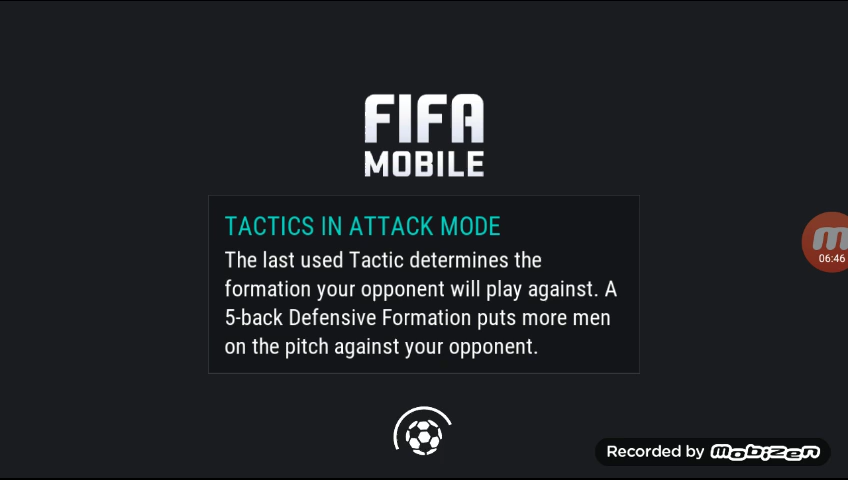 FIFA
MOBILE
TACTICS IN ATTACK MODE
The last used Tactic determines the
formation your opponent will play against. A
5-back Defensive Formation puts more men
on the pitch against your opponent.
06:46
Recorded by Mobizen